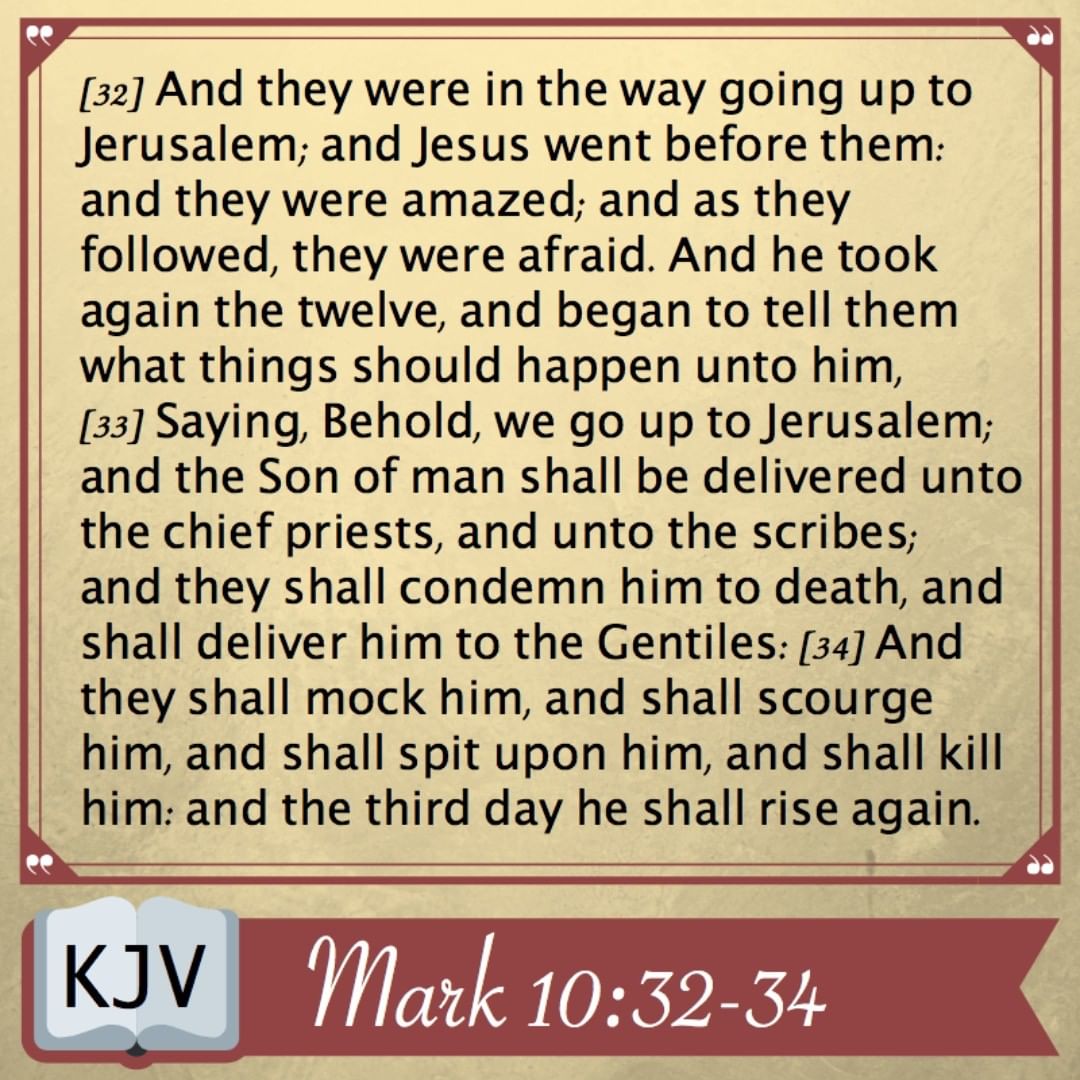 [32] And they were in the way going up to
Jerusalem; and Jesus went before them:
and they were amazed; and as they
followed, they were afraid. And he took
again the twelve, and began to tell them
what things should happen unto him,
[33] Saying, Behold, we go up to Jerusalem;
and the Son of man shall be delivered unto
the chief priests, and unto the scribes;
and they shall condemn him to death, and
shall deliver him to the Gentiles: [34] And
they shall mock him, and shall scourge
him, and shall spit upon him, and shall kill
him: and the third day he shall rise again.
KJV
Mark 10:32-34